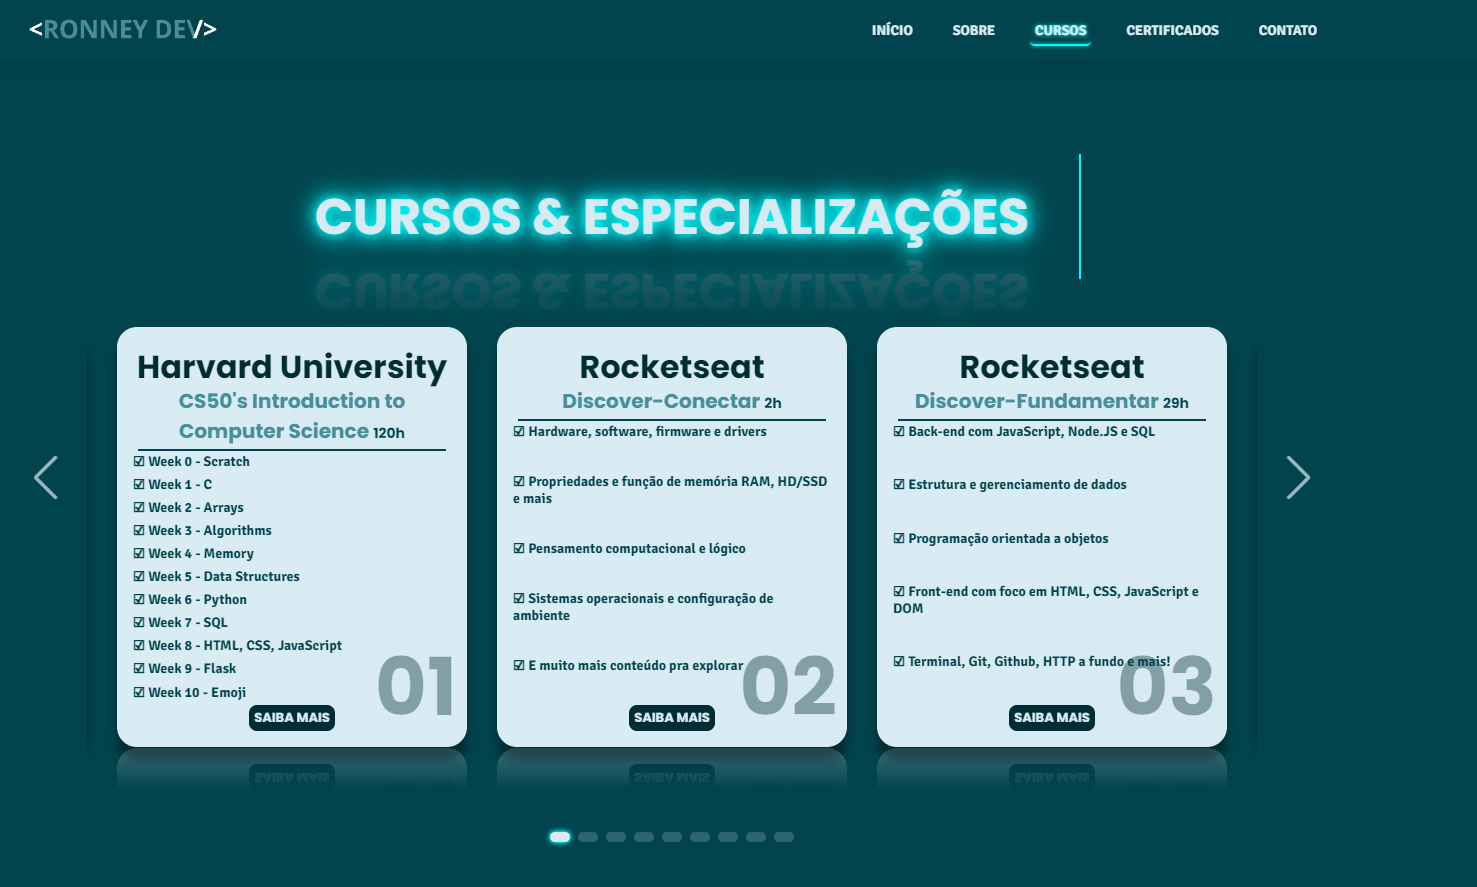 <RONNEY DEV/>
INÍCIO SOBRE CURSOS CERTIFICADOS CONTATO
CURSOS & ESPECIALIZAÇÕES
Harvard University
CS50's Introduction to
Computer Science 120h
☑ Week 0 - Scratch
☑ Week 1 - C
☑ Week 2 - Arrays
☑ Week 3 - Algorithms
☑ Week 4 - Memory
☑ Week 5 - Data Structures
☑ Week 6 - Python
☑ Week 7 - SQL
☑ Week 8 - HTML, CSS, JavaScript
☑ Week 9 - Flask
☑ Week 10 - Emoji
01
SAIBA MAIS
Rocketseat
Discover-Conectar 2h
☑ Hardware, software, firmware e drivers
☑ Propriedades e função de memória RAM, HD/SSD
e mais
☑ Pensamento computacional e lógico
☑ Sistemas operacionais e configuração de
ambiente
☑ E muito mais conteúdo pra explorar
02
SAIBA MAIS
Rocketseat
Discover-Fundamentar 29h
☑ Back-end com JavaScript, Node.JS e SQL
☑ Estrutura e gerenciamento de dados
☑ Programação orientada a objetos
☑ Front-end com foco em HTML, CSS, JavaScript e
DOM
☑ Terminal, Git, Github, HTTP a fundo e mais!
03
SAIBA MAIS